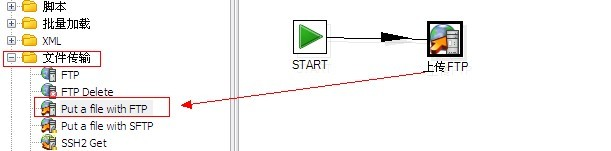 脚本
批量加载
XML
文件传输
FTP
FTP Delete
Put a file with FTP
Put a file with SFTP
SSH2 Get
START
上传FTP